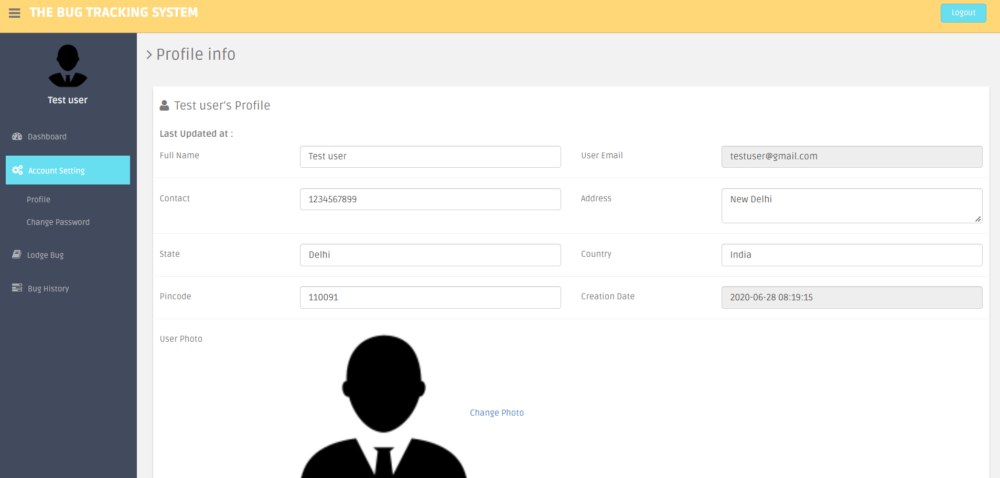 THE BUG TRACKING SYSTEM
Logout
Test user
Dashboard
Account Setting
Profile
Change Password
Lodge Bug
Bug History
Profile info
Test user's Profile
Last Updated at :
Full Name
Test user
User Email
testuser@gmail.com
Contact
1234567899
Address
New Delhi
State
Delhi
Country
India
Pincode
110091
Creation Date
2020-06-28 08:19:15
User Photo
Change Photo